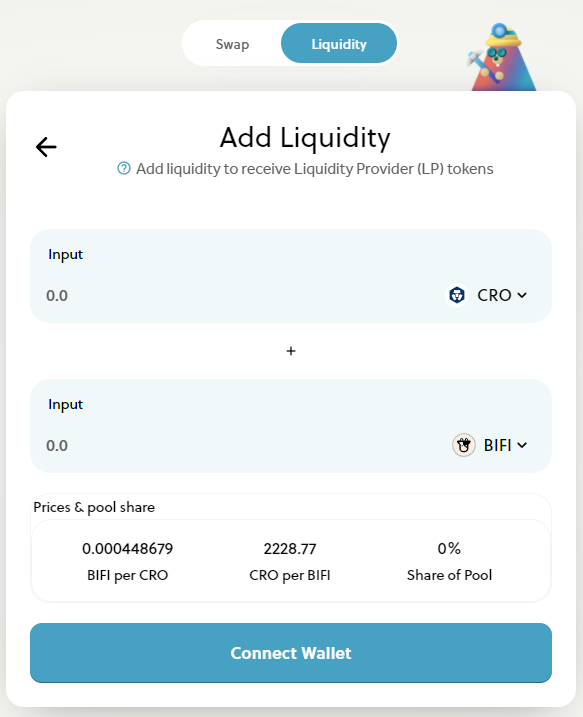 Swap Liquidity
Add Liquidity
Add liquidity to receive Liquidity Provider (LP) tokens
Input
0.0 CRO
+
Input
0.0 BIFI
Prices & pool share
0.000448679 2228.77 0%
BIFI per CRO CRO per BIFI Share of Pool
Connect Wallet